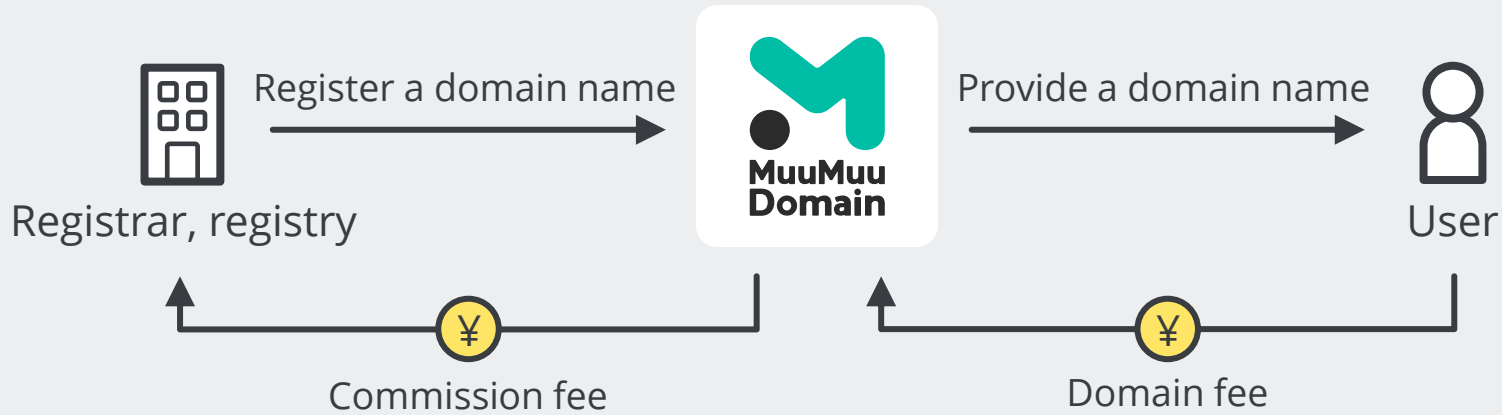 Register a domain name
Provide a domain name
MuuMuu
Domain
Registrar, registry
User
¥
¥
Commission fee
Domain fee